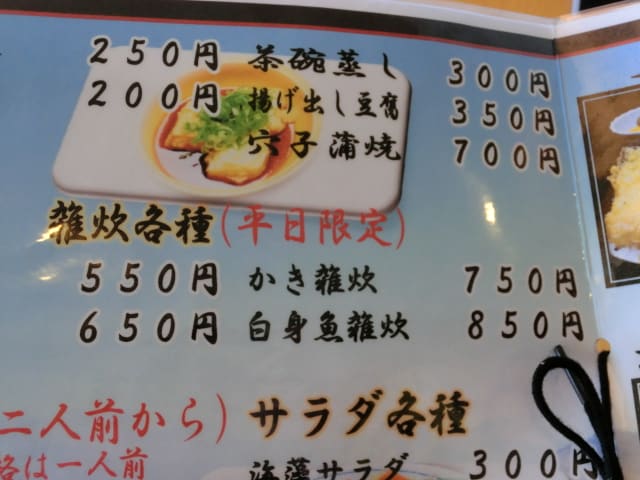 250円 茶碗蒸し 300円
200円 揚げ出し豆腐 350円
穴子蒲焼 700円
雑炊各種(平日限定)
550円 かき雑炊 750円
650円 白身魚雑炊 850円
二人前から) サラダ各種
格は一人前 海藻サラダ 300円